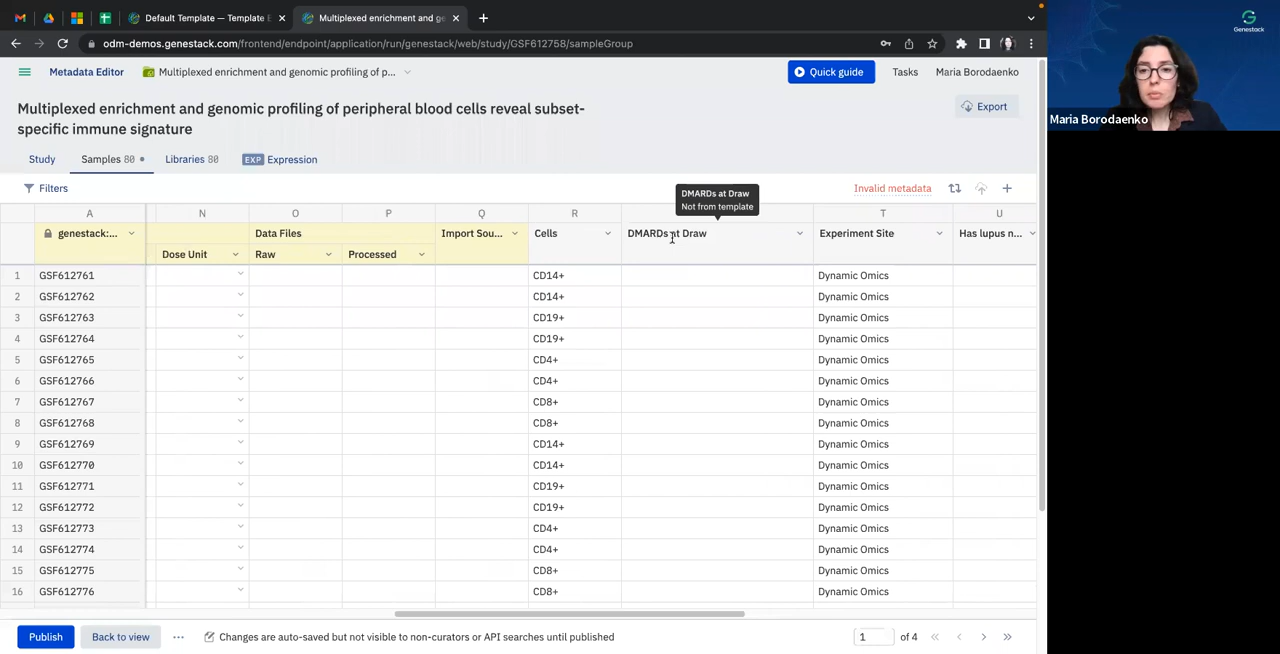 Default Template — Template E
Multiplexed enrichment and ge
odm-demos.genestack.com/frontend/endpoint/application/run/genestack/web/study/GSF612758/sampleGroup
Genestack
Metadata Editor
Multiplexed enrichment and genomic profiling of p...
Quick guide
Tasks
Maria Borodaenko
Multiplexed enrichment and genomic profiling of peripheral blood cells reveal subset-
specific immune signature
Export
Maria Borodaenko
Study
Samples 80
Libraries 80
EXP Expression
Filters
Invalid metadata
DMARDs at Draw
Not from template
A N O P Q R T U
genestack:...
Data Files
Import Sou...
Cells
DMARDs at Draw
Experiment Site
Has lupus n...
Dose Unit
Raw
Processed
1 GSF612761 CD14+ Dynamic Omics
2 GSF612762 CD14+ Dynamic Omics
3 GSF612763 CD19+ Dynamic Omics
4 GSF612764 CD19+ Dynamic Omics
5 GSF612765 CD4+ Dynamic Omics
6 GSF612766 CD4+ Dynamic Omics
7 GSF612767 CD8+ Dynamic Omics
8 GSF612768 CD8+ Dynamic Omics
9 GSF612769 CD14+ Dynamic Omics
10 GSF612770 CD14+ Dynamic Omics
11 GSF612771 CD19+ Dynamic Omics
12 GSF612772 CD19+ Dynamic Omics
13 GSF612773 CD4+ Dynamic Omics
14 GSF612774 CD4+ Dynamic Omics
15 GSF612775 CD8+ Dynamic Omics
16 GSF612776 CD8+ Dynamic Omics
Publish
Back to view
Changes are auto-saved but not visible to non-curators or API searches until published
1 of 4